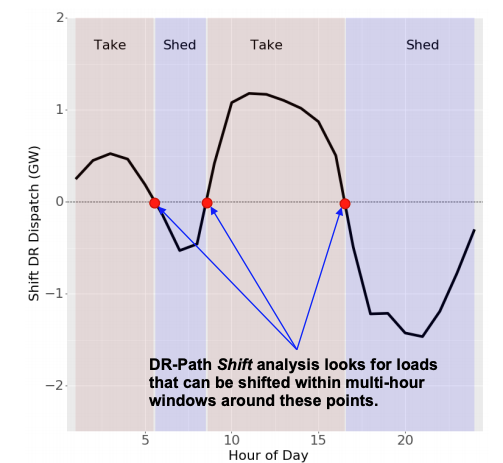 2
Take
Shed
Take
Shed
1
0
−1
−2
Shift DR Dispatch (GW)
DR-Path Shift analysis looks for loads
that can be shifted within multi-hour
windows around these points.
5
10
15
20
Hour of Day